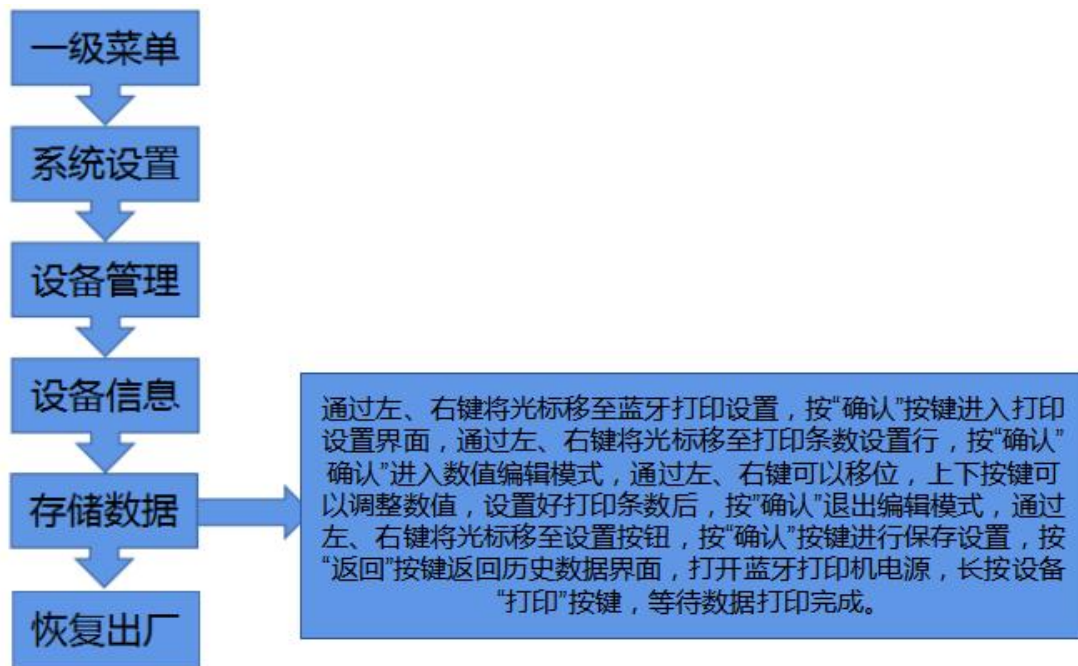 一级菜单
系统设置
设备管理
设备信息
存储数据
恢复出厂
通过左、右键将光标移至蓝牙打印设置，按“确认”按键进入打印
设置界面，通过左、右键将光标移至打印条数设置行，按“确认”
确认”进入数值编辑模式，通过左、右键可以移位，上下按键可
以调整数值，设置好打印条数后，按”确认”退出编辑模式，通过
左、右键将光标移至设置按钮，按“确认”按键进行保存设置，按
“返回”按键返回历史数据界面，打开蓝牙打印机电源，长按设备
“打印”按键，等待数据打印完成。